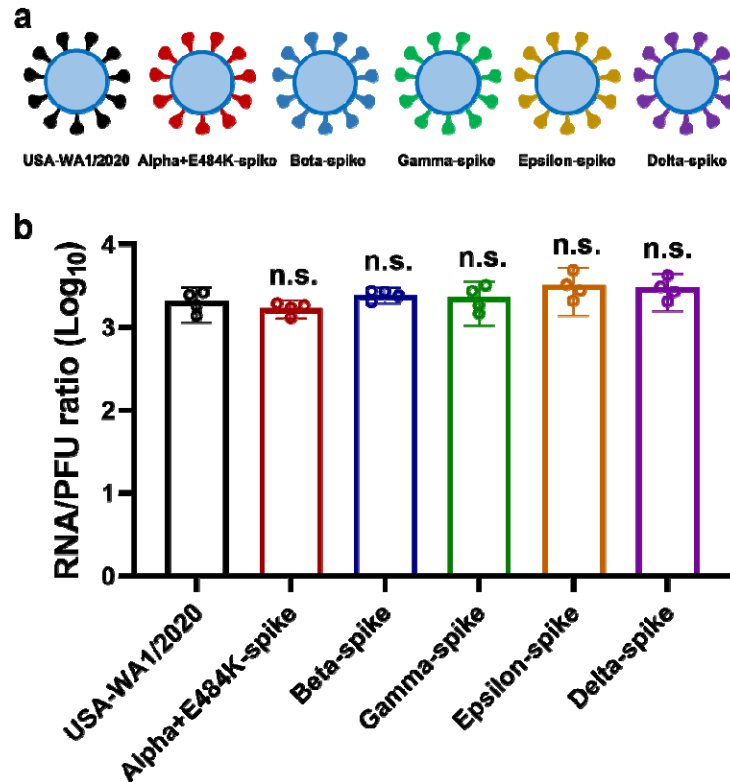 a
USA-WA1/2020 Alpha+E484K-spike Beta-spike Gamma-spike Epsilon-spike Delta-spike
b
RNA/PFU ratio (Log10)
4
3
2
1
0
n.s. n.s. n.s. n.s. n.s.
USA-WA1/2020
Alpha+E484K-spike
Beta-spike
Gamma-spike
Epsilon-spike
Delta-spike